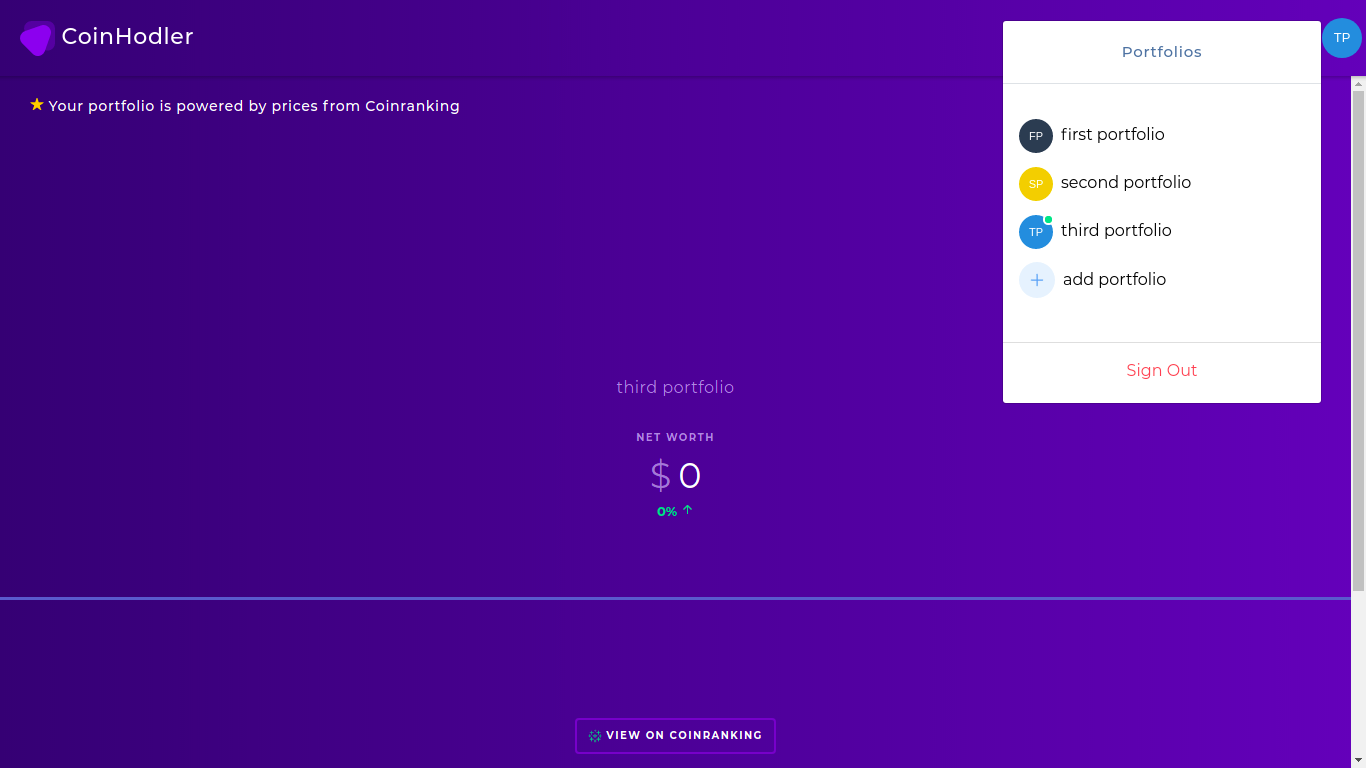 CoinHodler
TP
Your portfolio is powered by prices from Coinranking
Portfolios
FP first portfolio
SP second portfolio
TP third portfolio
+ add portfolio
Sign Out
third portfolio
NET WORTH
$ 0
0% ↑
VIEW ON COINRANKING